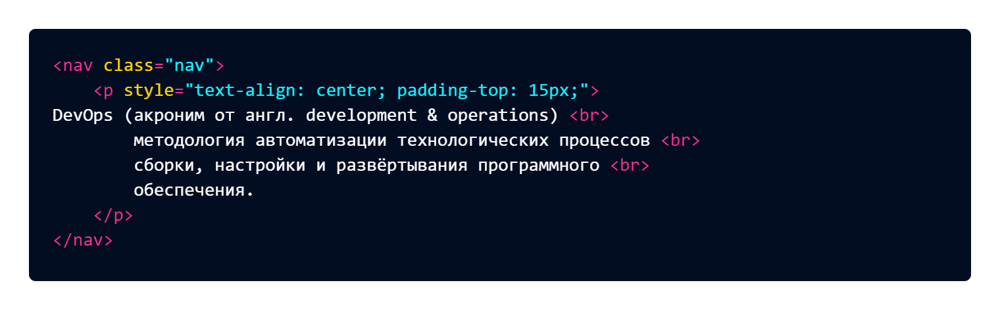 <nav class="nav">
    <p style="text-align: center; padding-top: 15px;">
DevOps (акроним от англ. development & operations) <br>
        методология автоматизации технологических процессов <br>
        сборки, настройки и развёртывания программного <br>
        обеспечения.
    </p>
</nav>